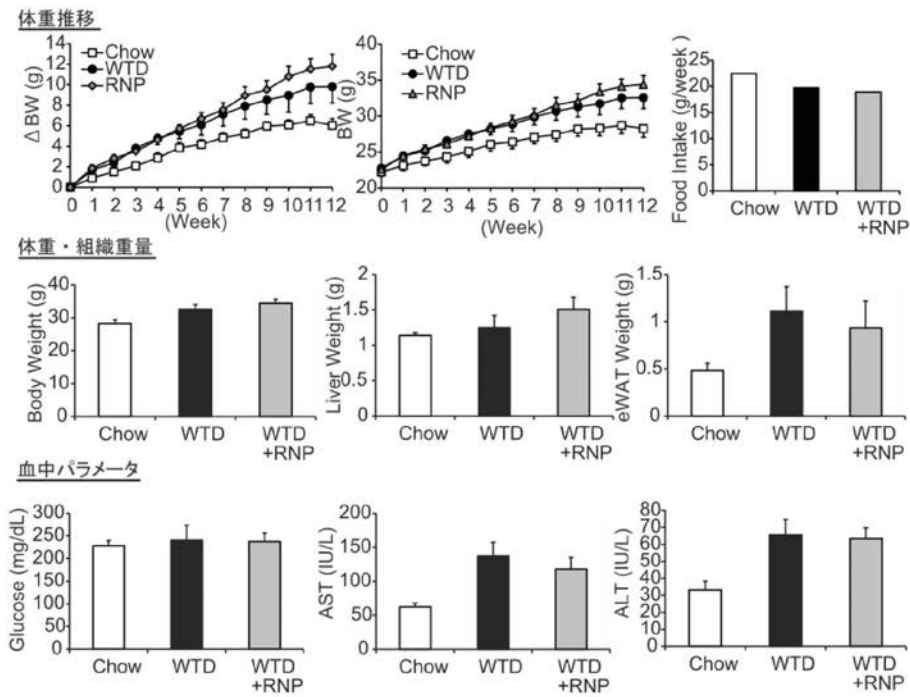 体重推移
Δ BW (g)
14
12
10
8
6
4
2
0
Chow
WTD
RNP
0 1 2 3 4 5 6 7 8 9 10 11 12
(Week)
BW (g)
40
35
30
25
20
Chow
WTD
RNP
0 1 2 3 4 5 6 7 8 9 10 11 12
(Week)
Food Intake (g/week)
25
20
15
10
5
0
Chow WTD WTD
+RNP
体重・組織重量
Body Weight (g)
40
30
20
10
0
Chow WTD WTD
+RNP
Liver Weight (g)
2
1.5
1
0.5
0
Chow WTD WTD
+RNP
eWAT Weight (g)
1.5
1
0.5
0
Chow WTD WTD
+RNP
血中パラメータ
Glucose (mg/dL)
300
250
200
250
100
50
0
Chow WTD WTD
+RNP
AST (IU/L)
200
150
100
50
0
Chow WTD WTD
+RNP
ALT (IU/L)
80
70
60
50
40
30
20
10
0
Chow WTD WTD
+RNP